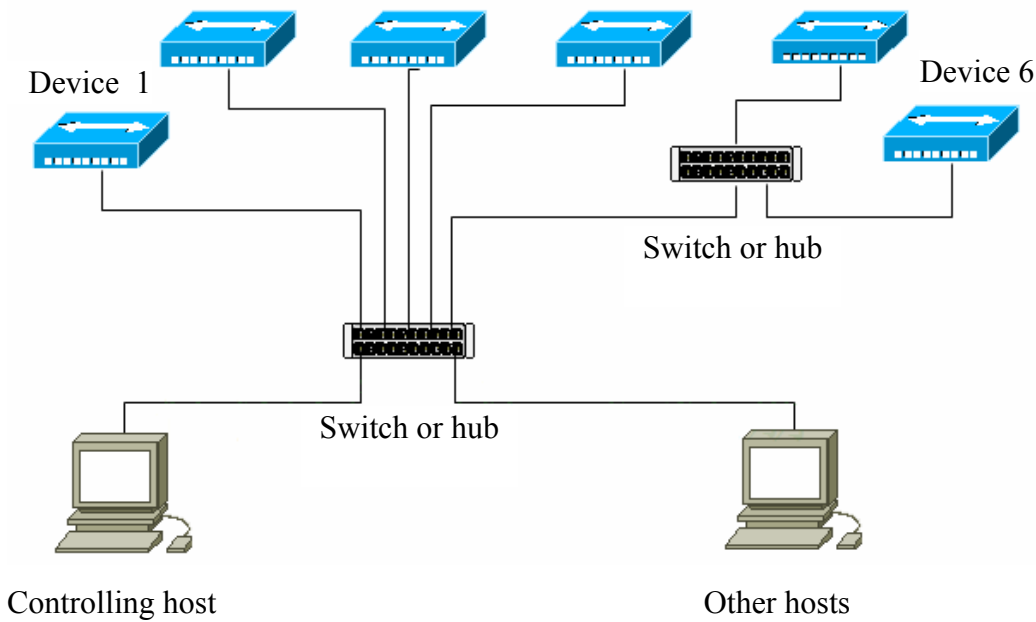 Device 1
Device 6
Switch or hub
Switch or hub
Controlling host
Other hosts